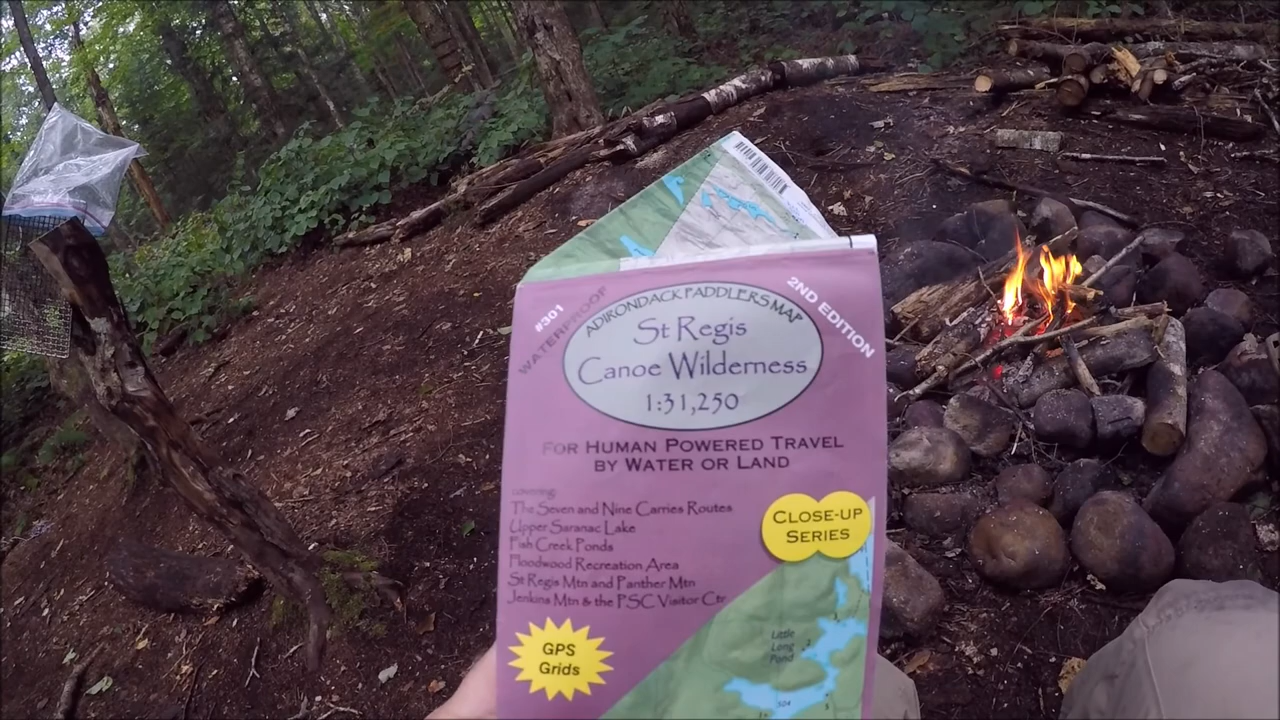 #301
WATERPROOF
ADIRONDACK PADDLERS MAP
2ND EDITION
St Regis
Canoe Wilderness
1:31,250
FOR HUMAN POWERED TRAVEL
BY WATER OR LAND
covering:
The Seven and Nine Carries Routes
Upper Saranac Lake
Fish Creek Ponds
Floodwood Recreation Area
St Regis Mtn and Panther Mtn
Jenkins Mtn & the PSC Visitor Ctr
CLOSE-UP
SERIES
GPS
Grids
Little
Long
Pond